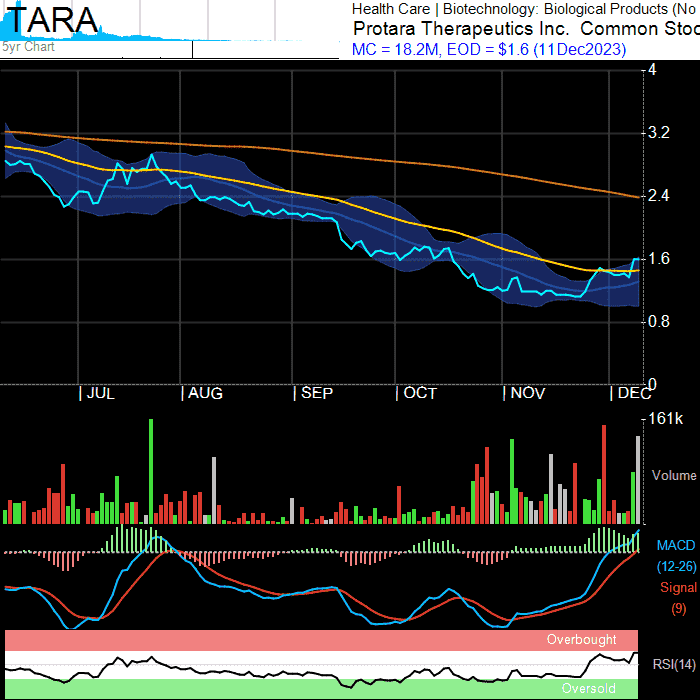 TARA
5yr Chart
Health Care | Biotechnology: Biological Products (No
Protara Therapeutics Inc. Common Stoc
MC = 18.2M, EOD = $1.6 (11Dec2023)
4
3.2
2.4
1.6
0.8
0
| JUL | AUG | SEP | OCT | NOV | DEC
161k
Volume
MACD
(12-26)
Signal
(9)
Overbought
RSI(14)
Oversold